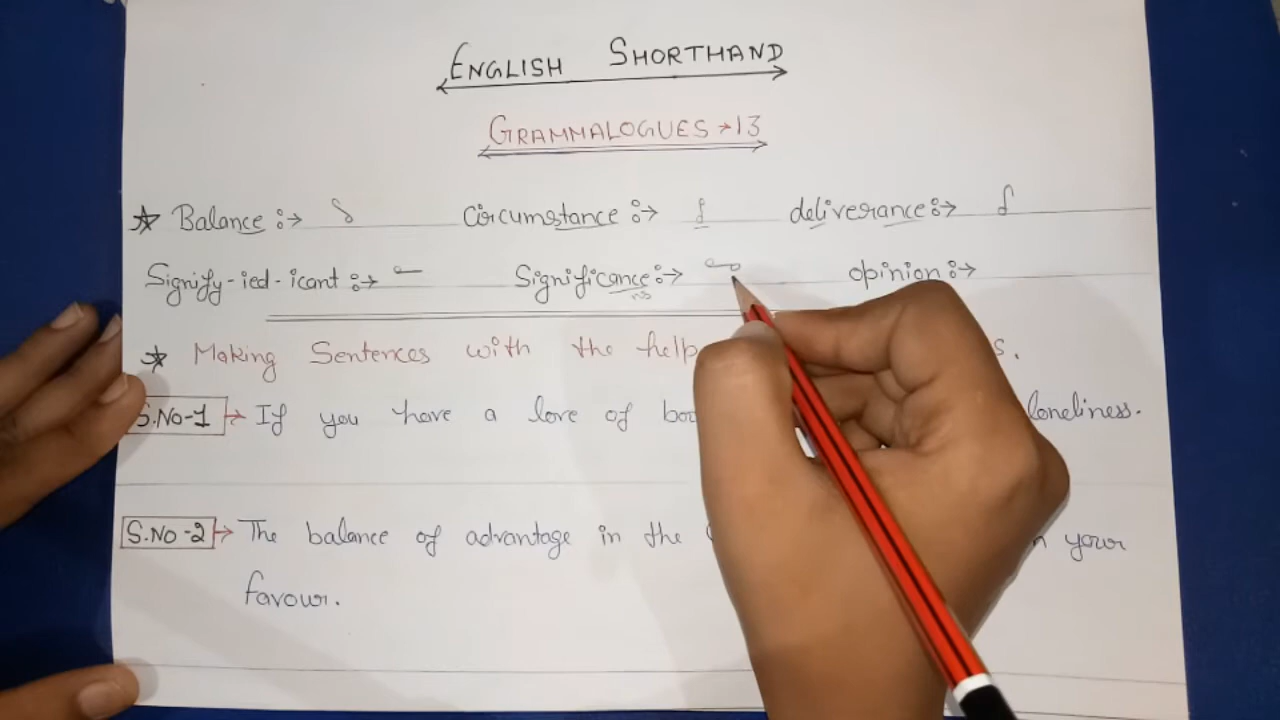 ENGLISH SHORTHAND
GRAMMALOGUES → 13
☆ Balance :→ circumstance :→ deliverance :→
Signify-ied-icant :→ Significance :→ opinion :→
ns
☆ Making Sentences with the help s.
S.No-1 → If you have a love of loneliness.
S.No-2 → The balance of advantage in the your
favour.